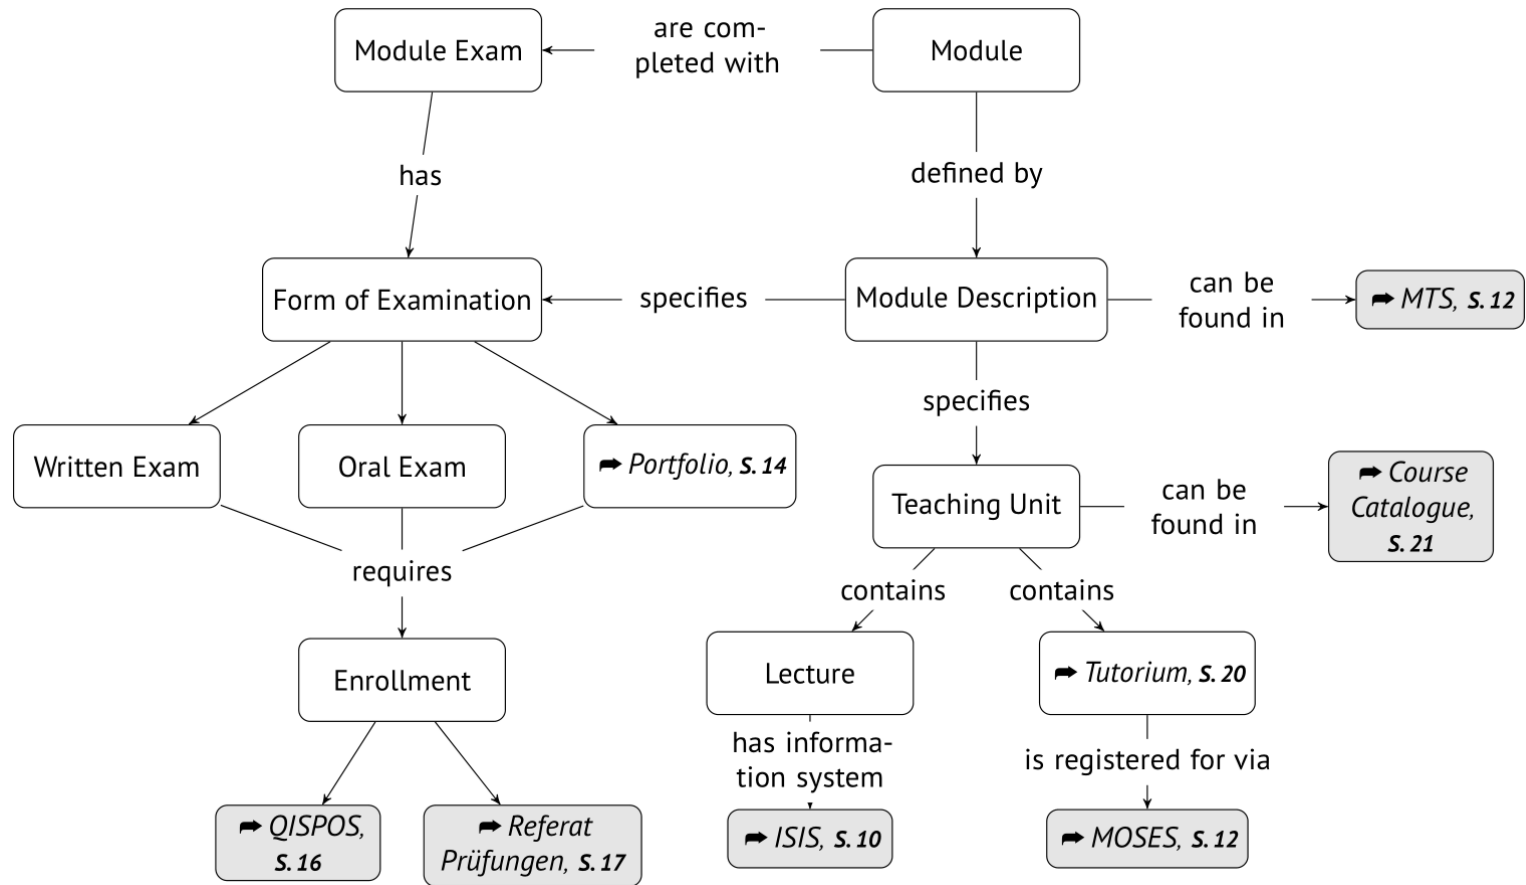 Module Exam
are com-
pleted with
Module
has
defined by
Form of Examination
specifies
Module Description
can be
found in
➦ MTS, S. 12
specifies
Written Exam
Oral Exam
➦ Portfolio, S. 14
Teaching Unit
can be
found in
➦ Course
Catalogue,
S. 21
requires
contains
contains
Enrollment
Lecture
➦ Tutorium, S. 20
has informa-
tion system
is registered for via
➦ QISPOS,
S. 16
➦ Referat
Prüfungen, S. 17
➦ ISIS, S. 10
➦ MOSES, S. 12